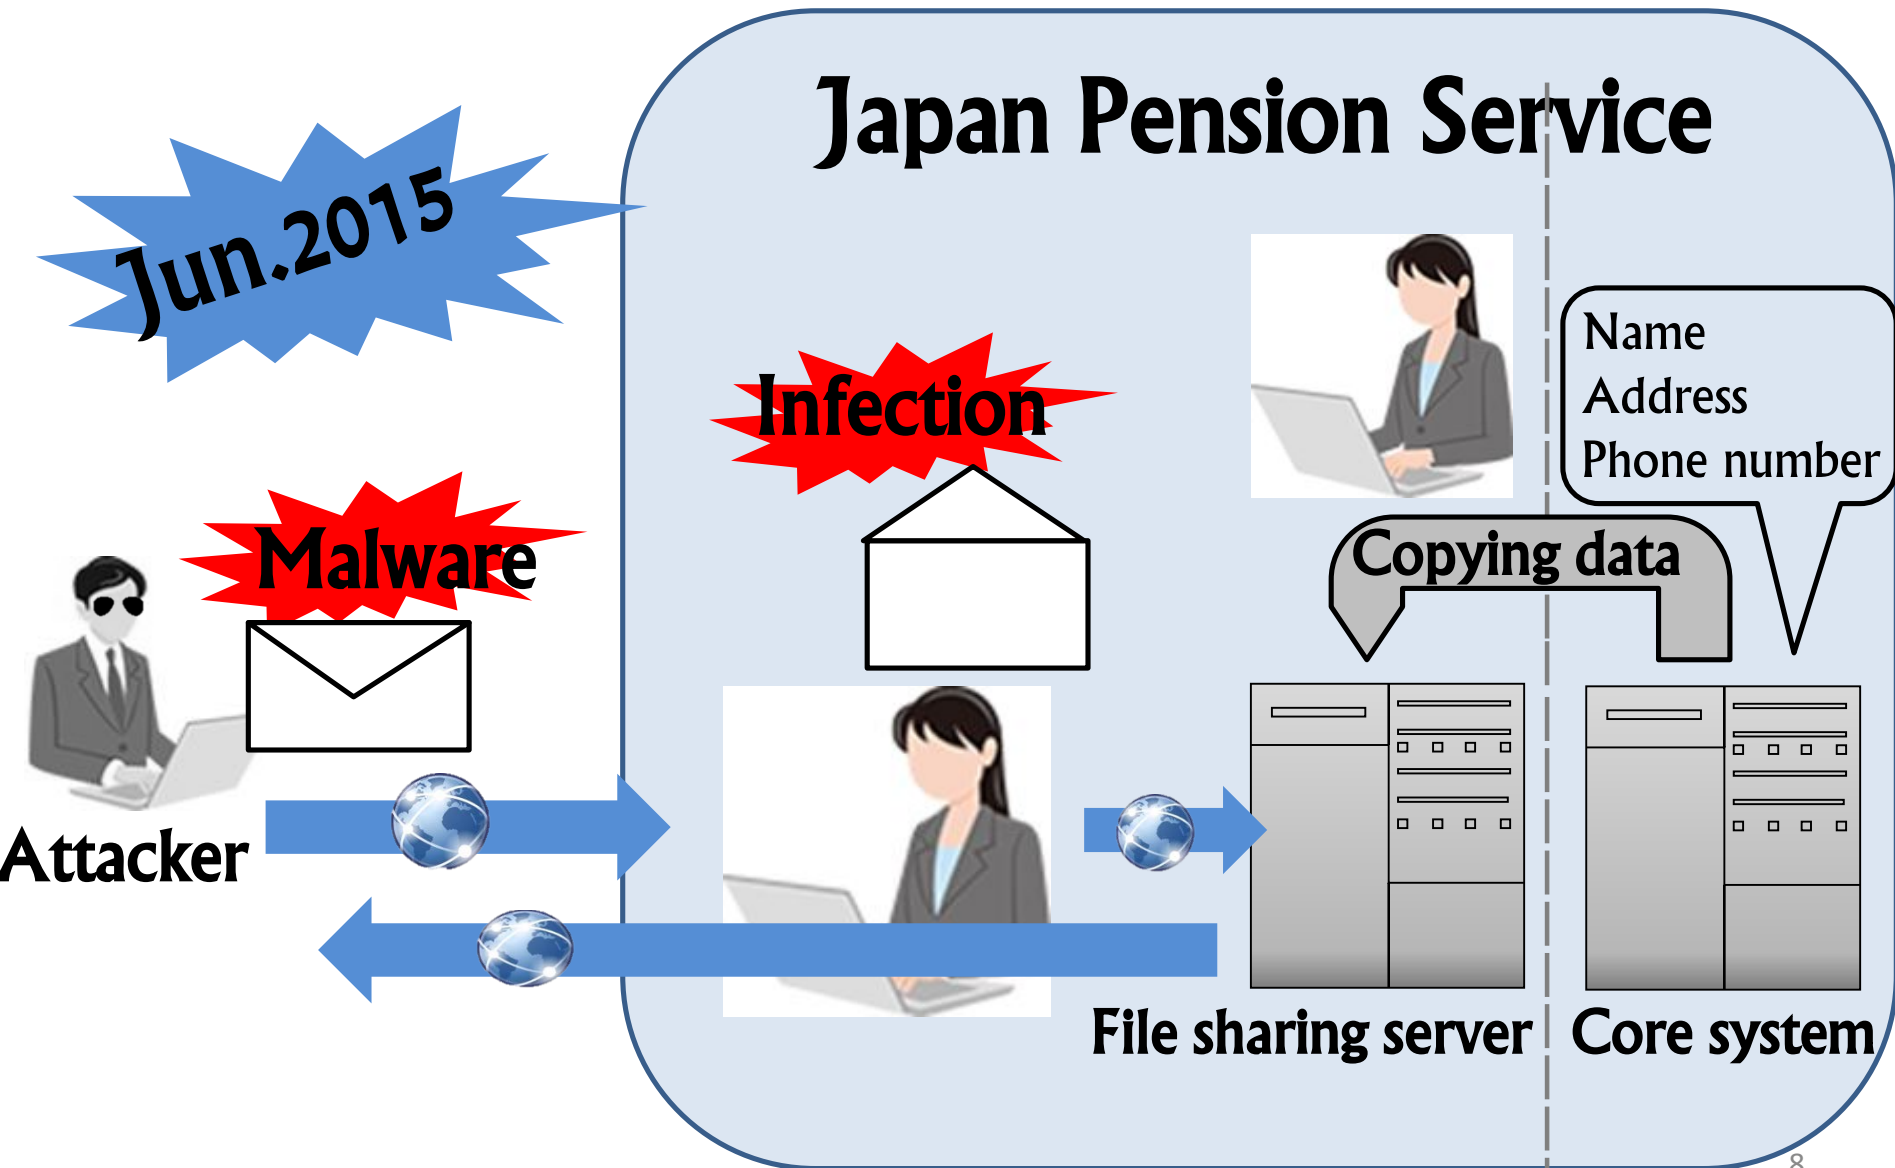 Japan Pension Service
Jun.2015
Name
Address
Phone number
Infection
Malware
Copying data
Attacker
File sharing server
Core system
8